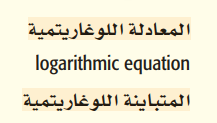 المعادلة اللوغاريتمية
logarithmic equation
المتباينة اللوغاريتمية